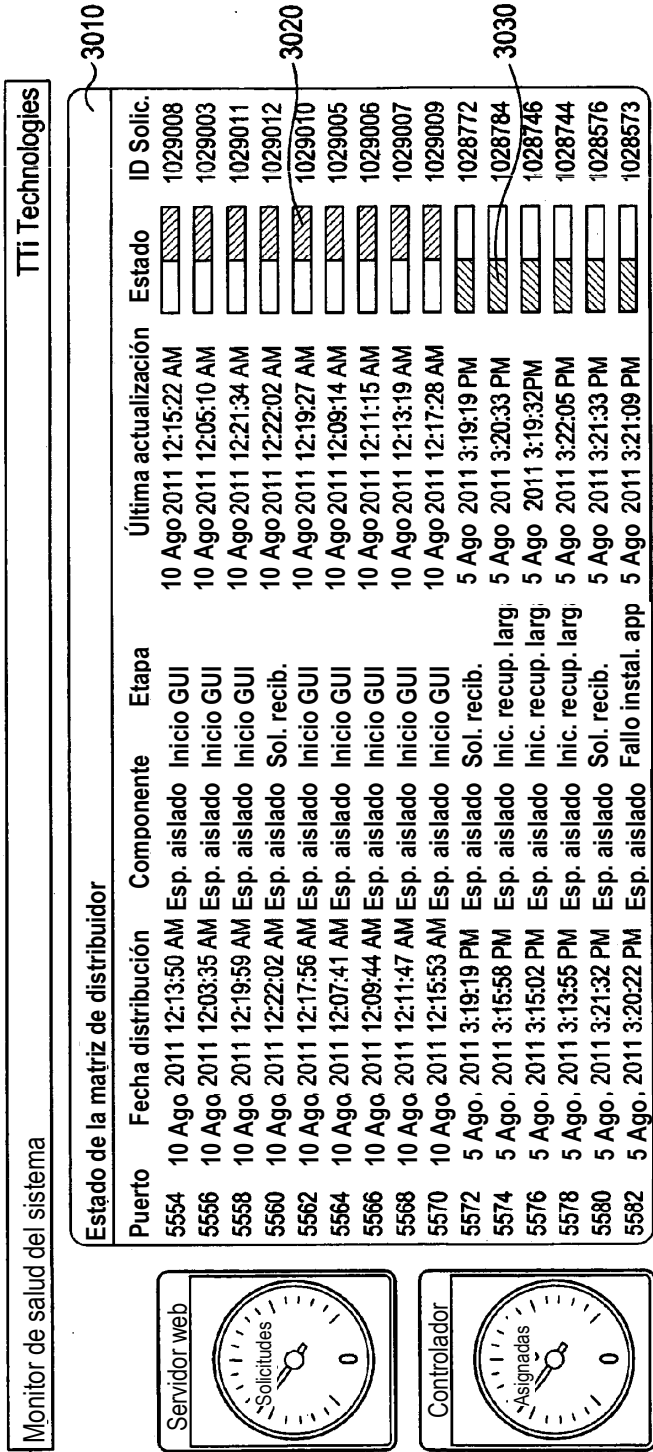 Monitor de salud del sistema TTi Technologies
Servidor web
Solicitudes
0
Controlador
Asignadas
0
Estado de la matriz de distribuidor
Puerto Fecha distribución Componente Etapa Última actualización Estado ID Solic.
5554 10 Ago, 2011 12:13:50 AM Esp. aislado Inicio GUI 10 Ago 2011 12:15:22 AM 1029008
5556 10 Ago, 2011 12:03:35 AM Esp. aislado Inicio GUI 10 Ago 2011 12:05:10 AM 1029003
5558 10 Ago, 2011 12:19:59 AM Esp. aislado Inicio GUI 10 Ago 2011 12:21:34 AM 1029011
5560 10 Ago, 2011 12:22:02 AM Esp. aislado Sol. recib. 10 Ago 2011 12:22:02 AM 1029012
5562 10 Ago, 2011 12:17:56 AM Esp. aislado Inicio GUI 10 Ago 2011 12:19:27 AM 1029010
5564 10 Ago, 2011 12:07:41 AM Esp. aislado Inicio GUI 10 Ago 2011 12:09:14 AM 1029005
5566 10 Ago, 2011 12:09:44 AM Esp. aislado Inicio GUI 10 Ago 2011 12:11:15 AM 1029006
5568 10 Ago, 2011 12:11:47 AM Esp. aislado Inicio GUI 10 Ago 2011 12:13:19 AM 1029007
5570 10 Ago, 2011 12:15:53 AM Esp. aislado Inicio GUI 10 Ago 2011 12:17:28 AM 1029009
5572 5 Ago, 2011 3:19:19 PM Esp. aislado Sol. recib. 5 Ago 2011 3:19:19 PM 1028772
5574 5 Ago, 2011 3:15:58 PM Esp. aislado Inic. recup. larg 5 Ago 2011 3:20:33 PM 1028784
5576 5 Ago, 2011 3:15:02 PM Esp. aislado Inic. recup. larg 5 Ago 2011 3:19:32PM 1028746
5578 5 Ago, 2011 3:13:55 PM Esp. aislado Inic. recup. larg 5 Ago 2011 3:22:05 PM 1028744
5580 5 Ago, 2011 3:21:32 PM Esp. aislado Sol. recib. 5 Ago 2011 3:21:33 PM 1028576
5582 5 Ago, 2011 3:20:22 PM Esp. aislado Fallo instal. app 5 Ago 2011 3:21:09 PM 1028573
3010
3020
3030